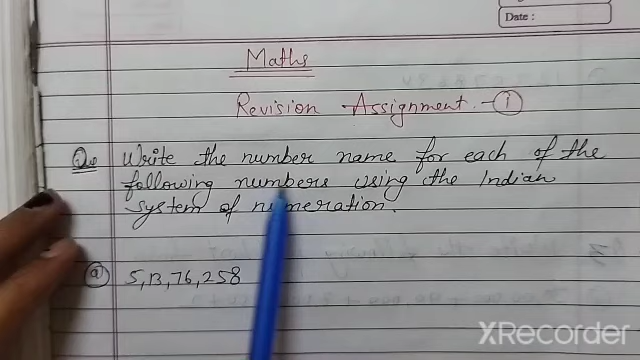 Date :
Maths
Revision Assignment - 1
Que Write the number name for each of the
following numbers using the Indian
system of numeration.
a 5,13,76,258
XRecorder